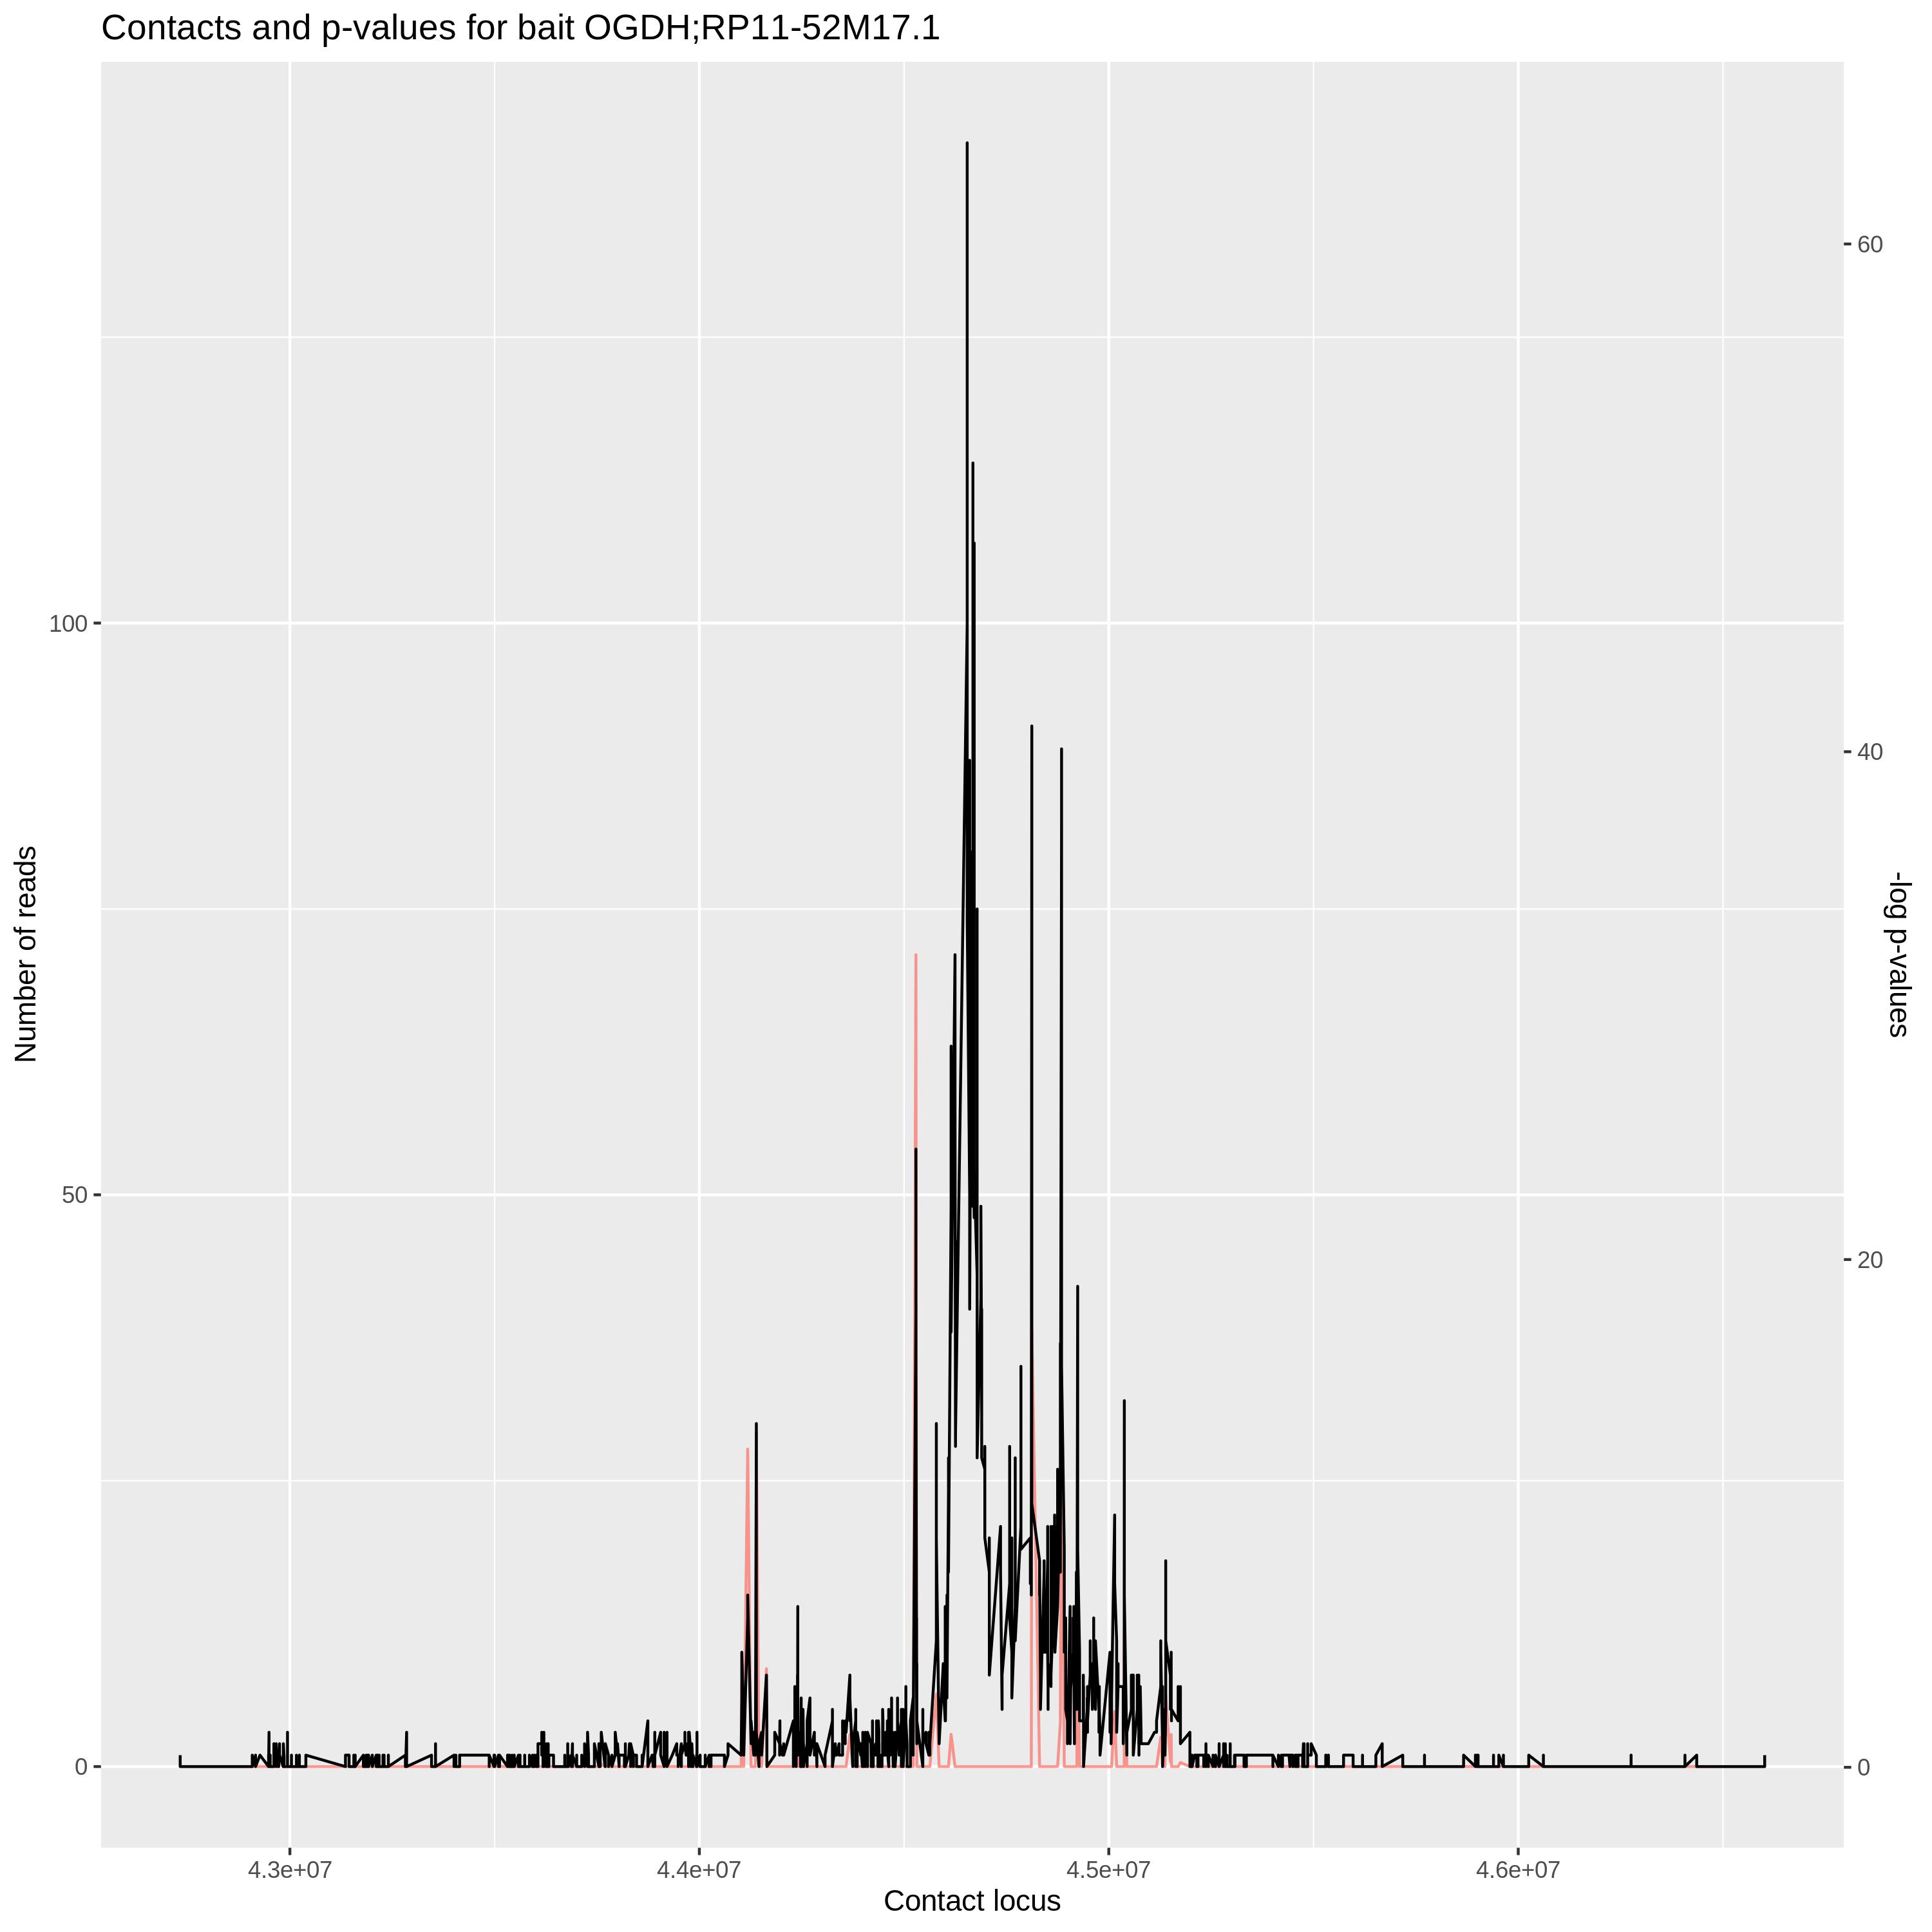 Contacts and p-values for bait OGDH;RP11-52M17.1
Number of reads
100
50
0
60
40
20
0
-log p-values
4.3e+07 4.4e+07 4.5e+07 4.6e+07
Contact locus